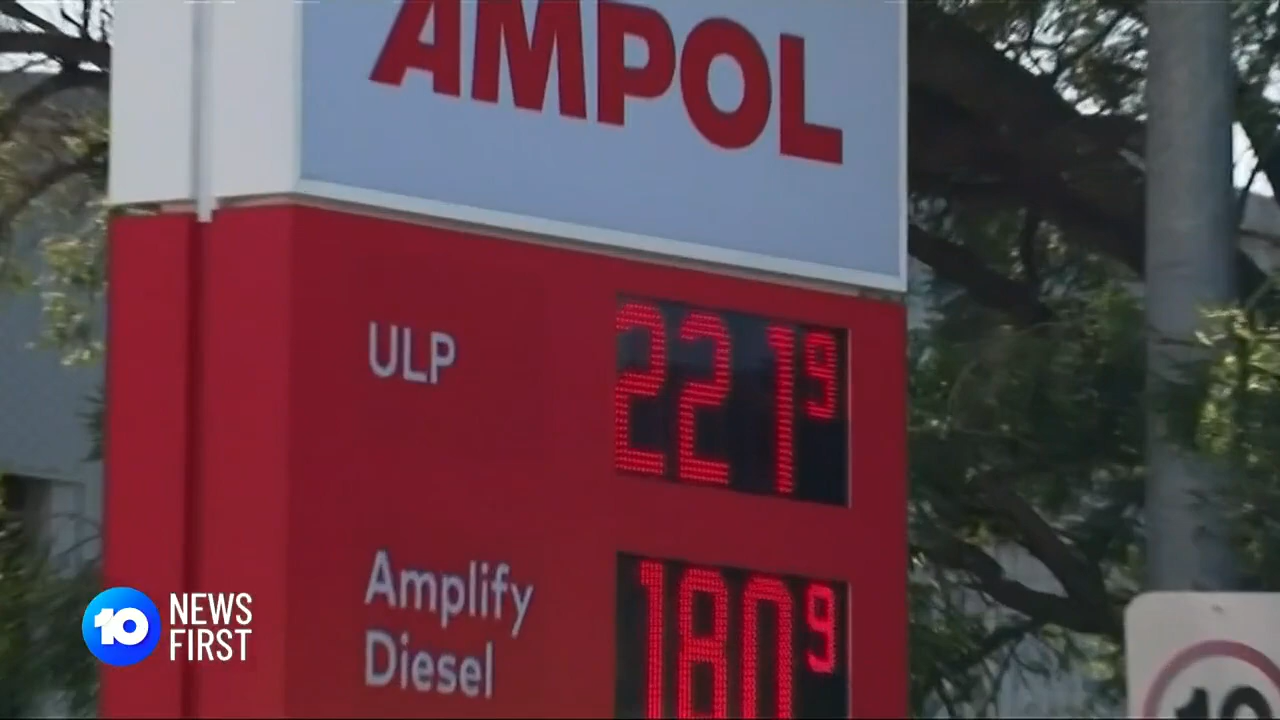 AMPOL
ULP 221.9
Amplify
Diesel 180.9
10 NEWS
FIRST